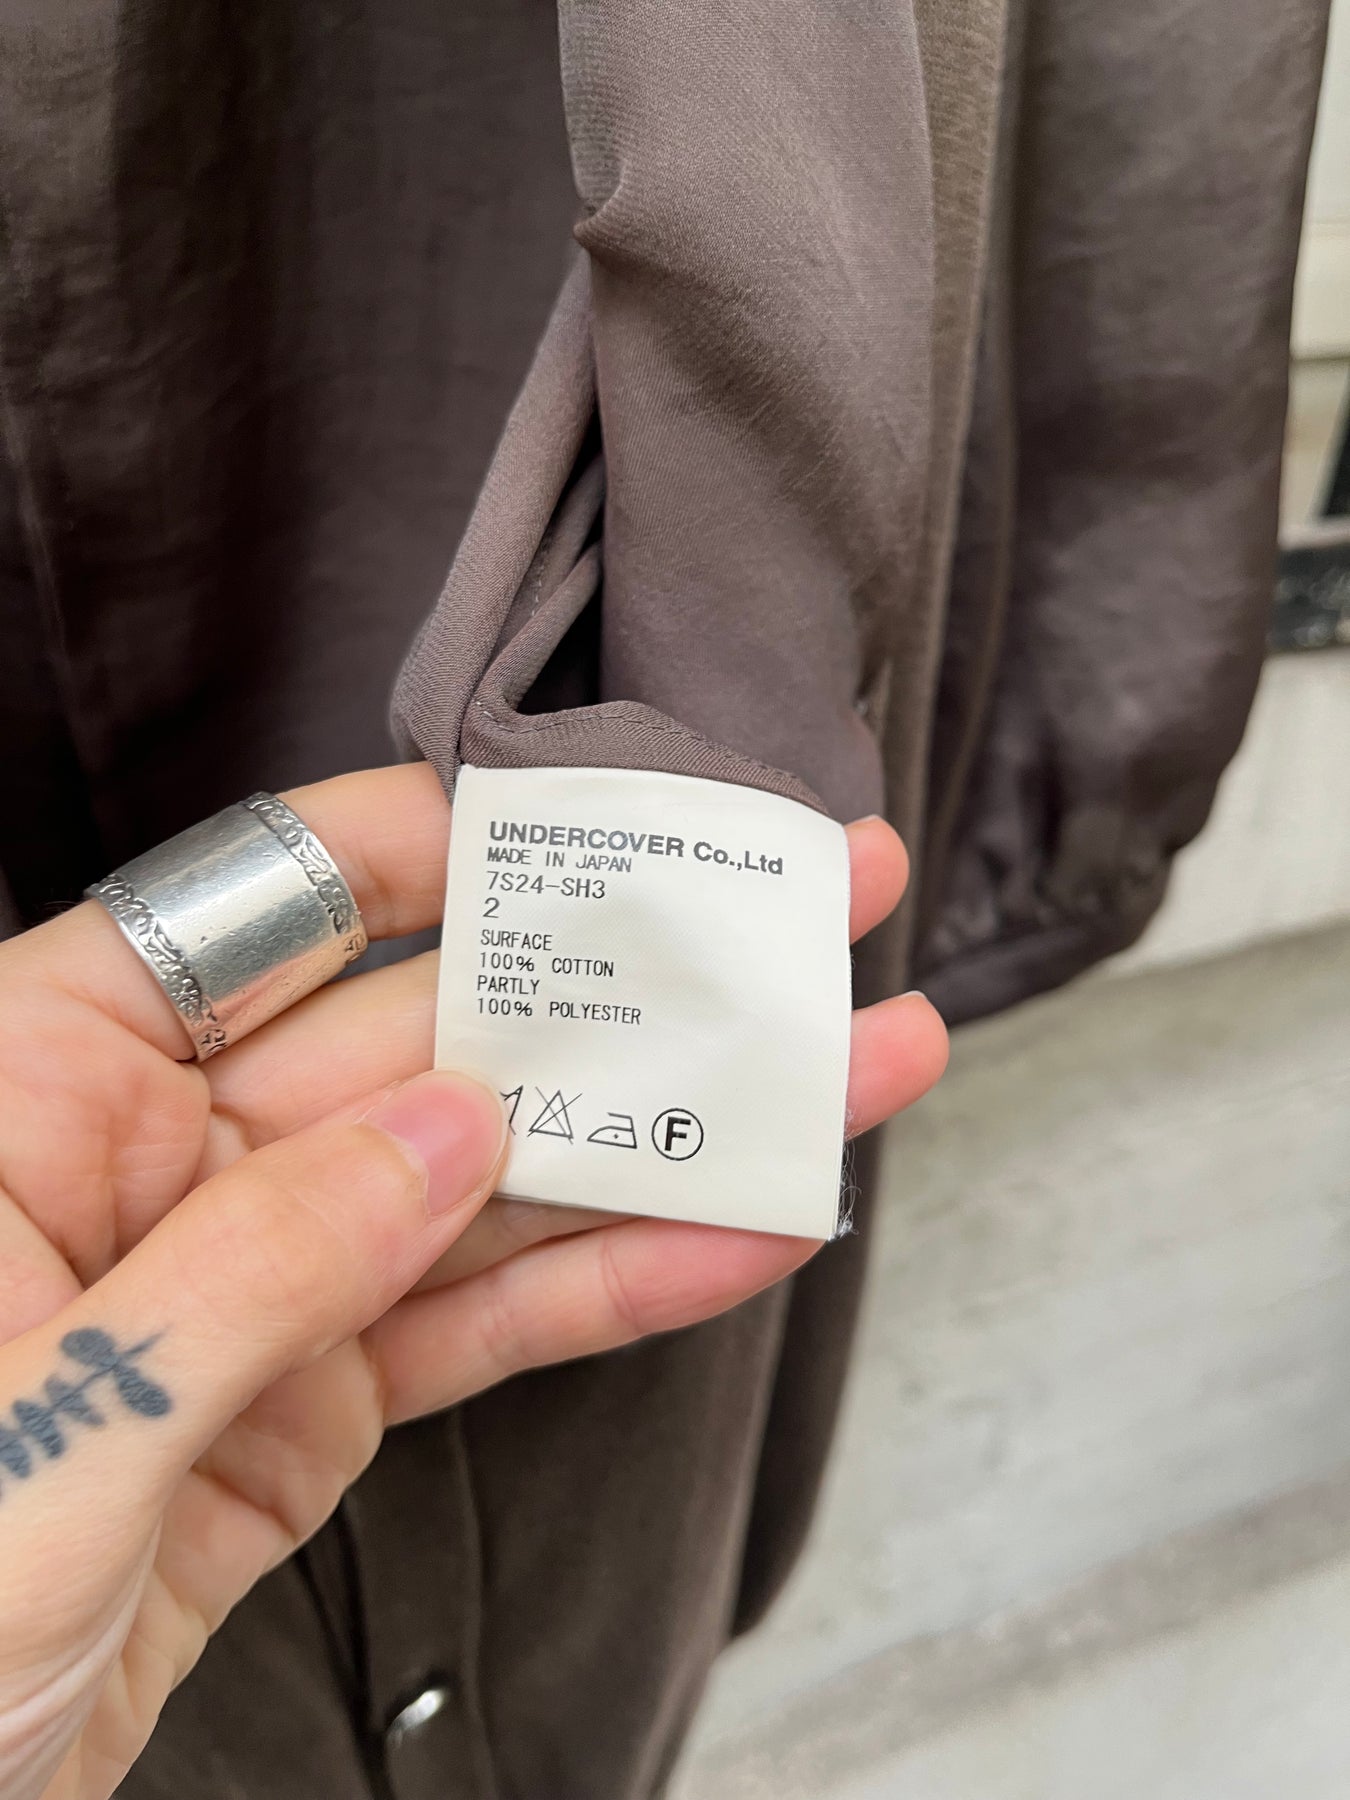 UNDERCOVER Co.,Ltd
MADE IN JAPAN
7S24-SH3
2
SURFACE
100% COTTON
PARTLY
100% POLYESTER
F